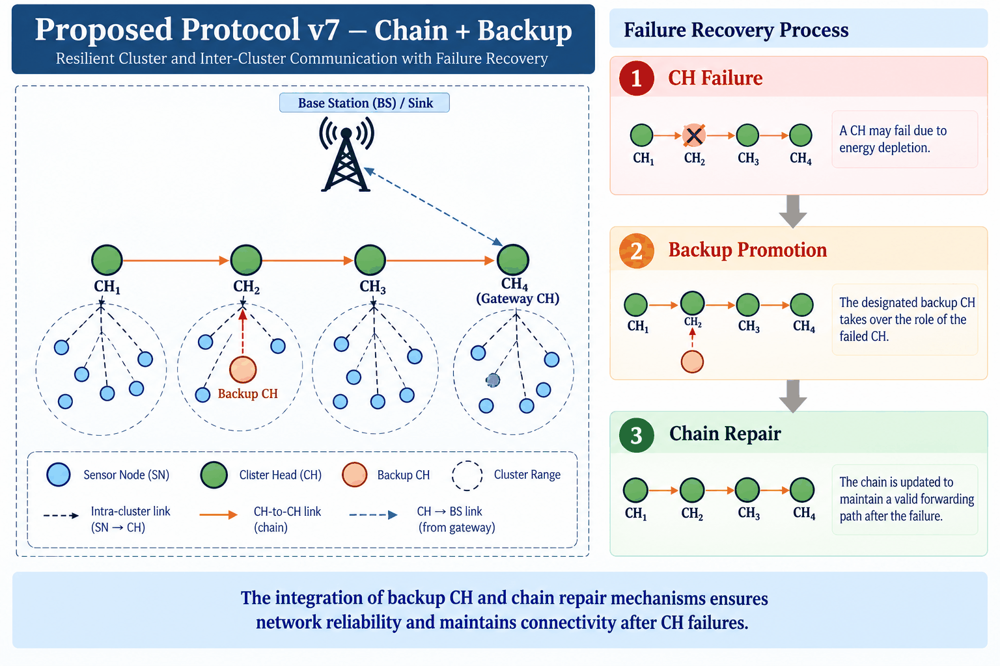 Proposed Protocol v7 – Chain + Backup
Resilient Cluster and Inter-Cluster Communication with Failure Recovery
Base Station (BS) / Sink
CH₁
CH₂
CH₃
CH₄
(Gateway CH)
Backup CH
Sensor Node (SN)
Clister Head (CH)
Backup CH
Cluster Range
Intra-cluster link
(SN → CH)
CH-to-CH link
(chain)
CH → BS link
(from gateway)
Failure Recovery Process
1
CH Failure
CH₁
CH₂
CH₃
CH₄
A CH may fail due to
energy depletion.
2
Backup Promotion
CH₁
CH₂
CH₃
CH₄
The designated backup CH
takes over the role of the
failed CH.
3
Chain Repair
CH₁
CH₂
CH₃
CH₄
The chain is updated to
maintain a valid forwarding
path after the failure.
The integration of backup CH and chain repair mechanisms ensures
network reliability and maintains connectivity after CH failures.